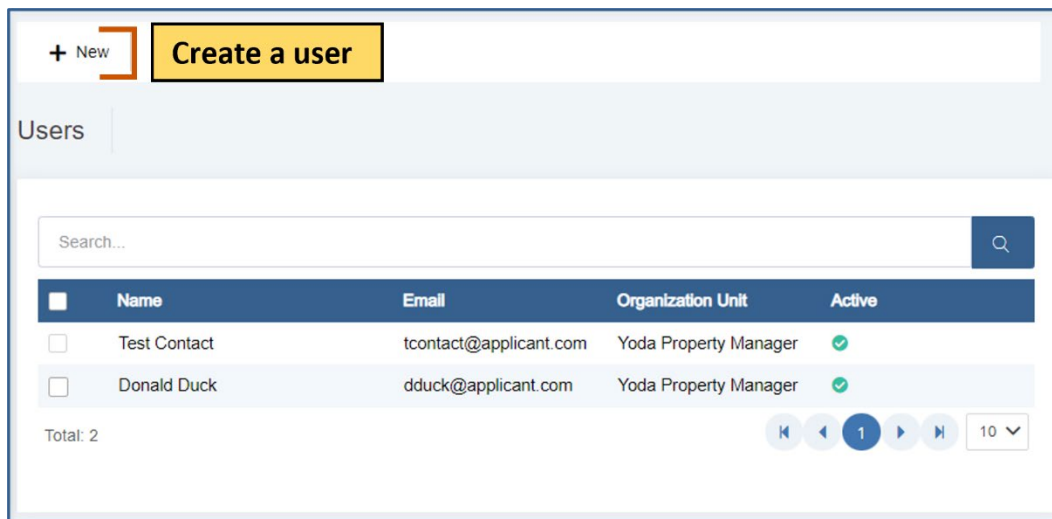 + New
Create a user
Users
Search...
Name Email Organization Unit Active
Test Contact tcontact@applicant.com Yoda Property Manager
Donald Duck dduck@applicant.com Yoda Property Manager
Total: 2 1 10